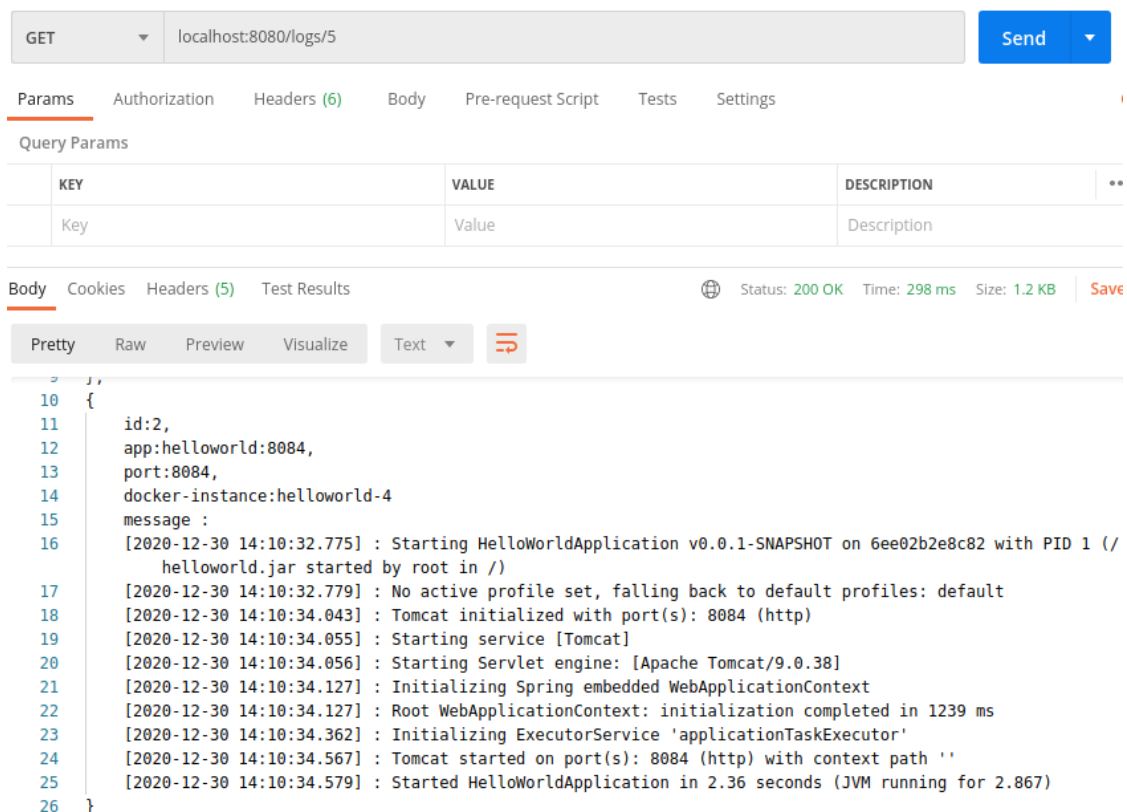 GET localhost:8080/logs/5 Send
Params Authorization Headers (6) Body Pre-request Script Tests Settings
Query Params
KEY VALUE DESCRIPTION
Key Value Description
Body Cookies Headers (5) Test Results Status: 200 OK Time: 298 ms Size: 1.2 KB Save
Pretty Raw Preview Visualize Text
9 },
10 {
11 id:2,
12 app:helloworld:8084,
13 port:8084,
14 docker-instance:helloworld-4
15 message :
16 [2020-12-30 14:10:32.775] : Starting HelloWorldApplication v0.0.1-SNAPSHOT on 6ee02b2e8c82 with PID 1 (/
helloworld.jar started by root in /)
17 [2020-12-30 14:10:32.779] : No active profile set, falling back to default profiles: default
18 [2020-12-30 14:10:34.043] : Tomcat initialized with port(s): 8084 (http)
19 [2020-12-30 14:10:34.055] : Starting service [Tomcat]
20 [2020-12-30 14:10:34.056] : Starting Servlet engine: [Apache Tomcat/9.0.38]
21 [2020-12-30 14:10:34.127] : Initializing Spring embedded WebApplicationContext
22 [2020-12-30 14:10:34.127] : Root WebApplicationContext: initialization completed in 1239 ms
23 [2020-12-30 14:10:34.362] : Initializing ExecutorService 'applicationTaskExecutor'
24 [2020-12-30 14:10:34.567] : Tomcat started on port(s): 8084 (http) with context path ''
25 [2020-12-30 14:10:34.579] : Started HelloWorldApplication in 2.36 seconds (JVM running for 2.867)
26 }